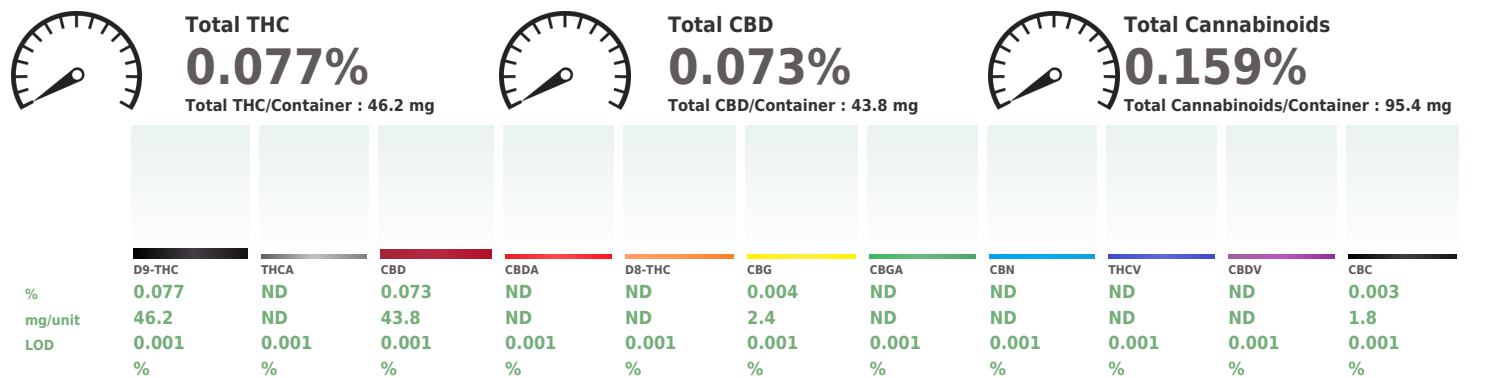 Total THC
0.077%
Total THC/Container : 46.2 mg
Total CBD
0.073%
Total CBD/Container : 43.8 mg
Total Cannabinoids
0.159%
Total Cannabinoids/Container : 95.4 mg
D9-THC THCA CBD CBDA D8-THC CBG CBGA CBN THCV CBDV CBC
% 0.077 ND 0.073 ND ND 0.004 ND ND ND ND 0.003
mg/unit 46.2 ND 43.8 ND ND 2.4 ND ND ND ND 1.8
LOD 0.001 0.001 0.001 0.001 0.001 0.001 0.001 0.001 0.001 0.001 0.001
% % % % % % % % % % %